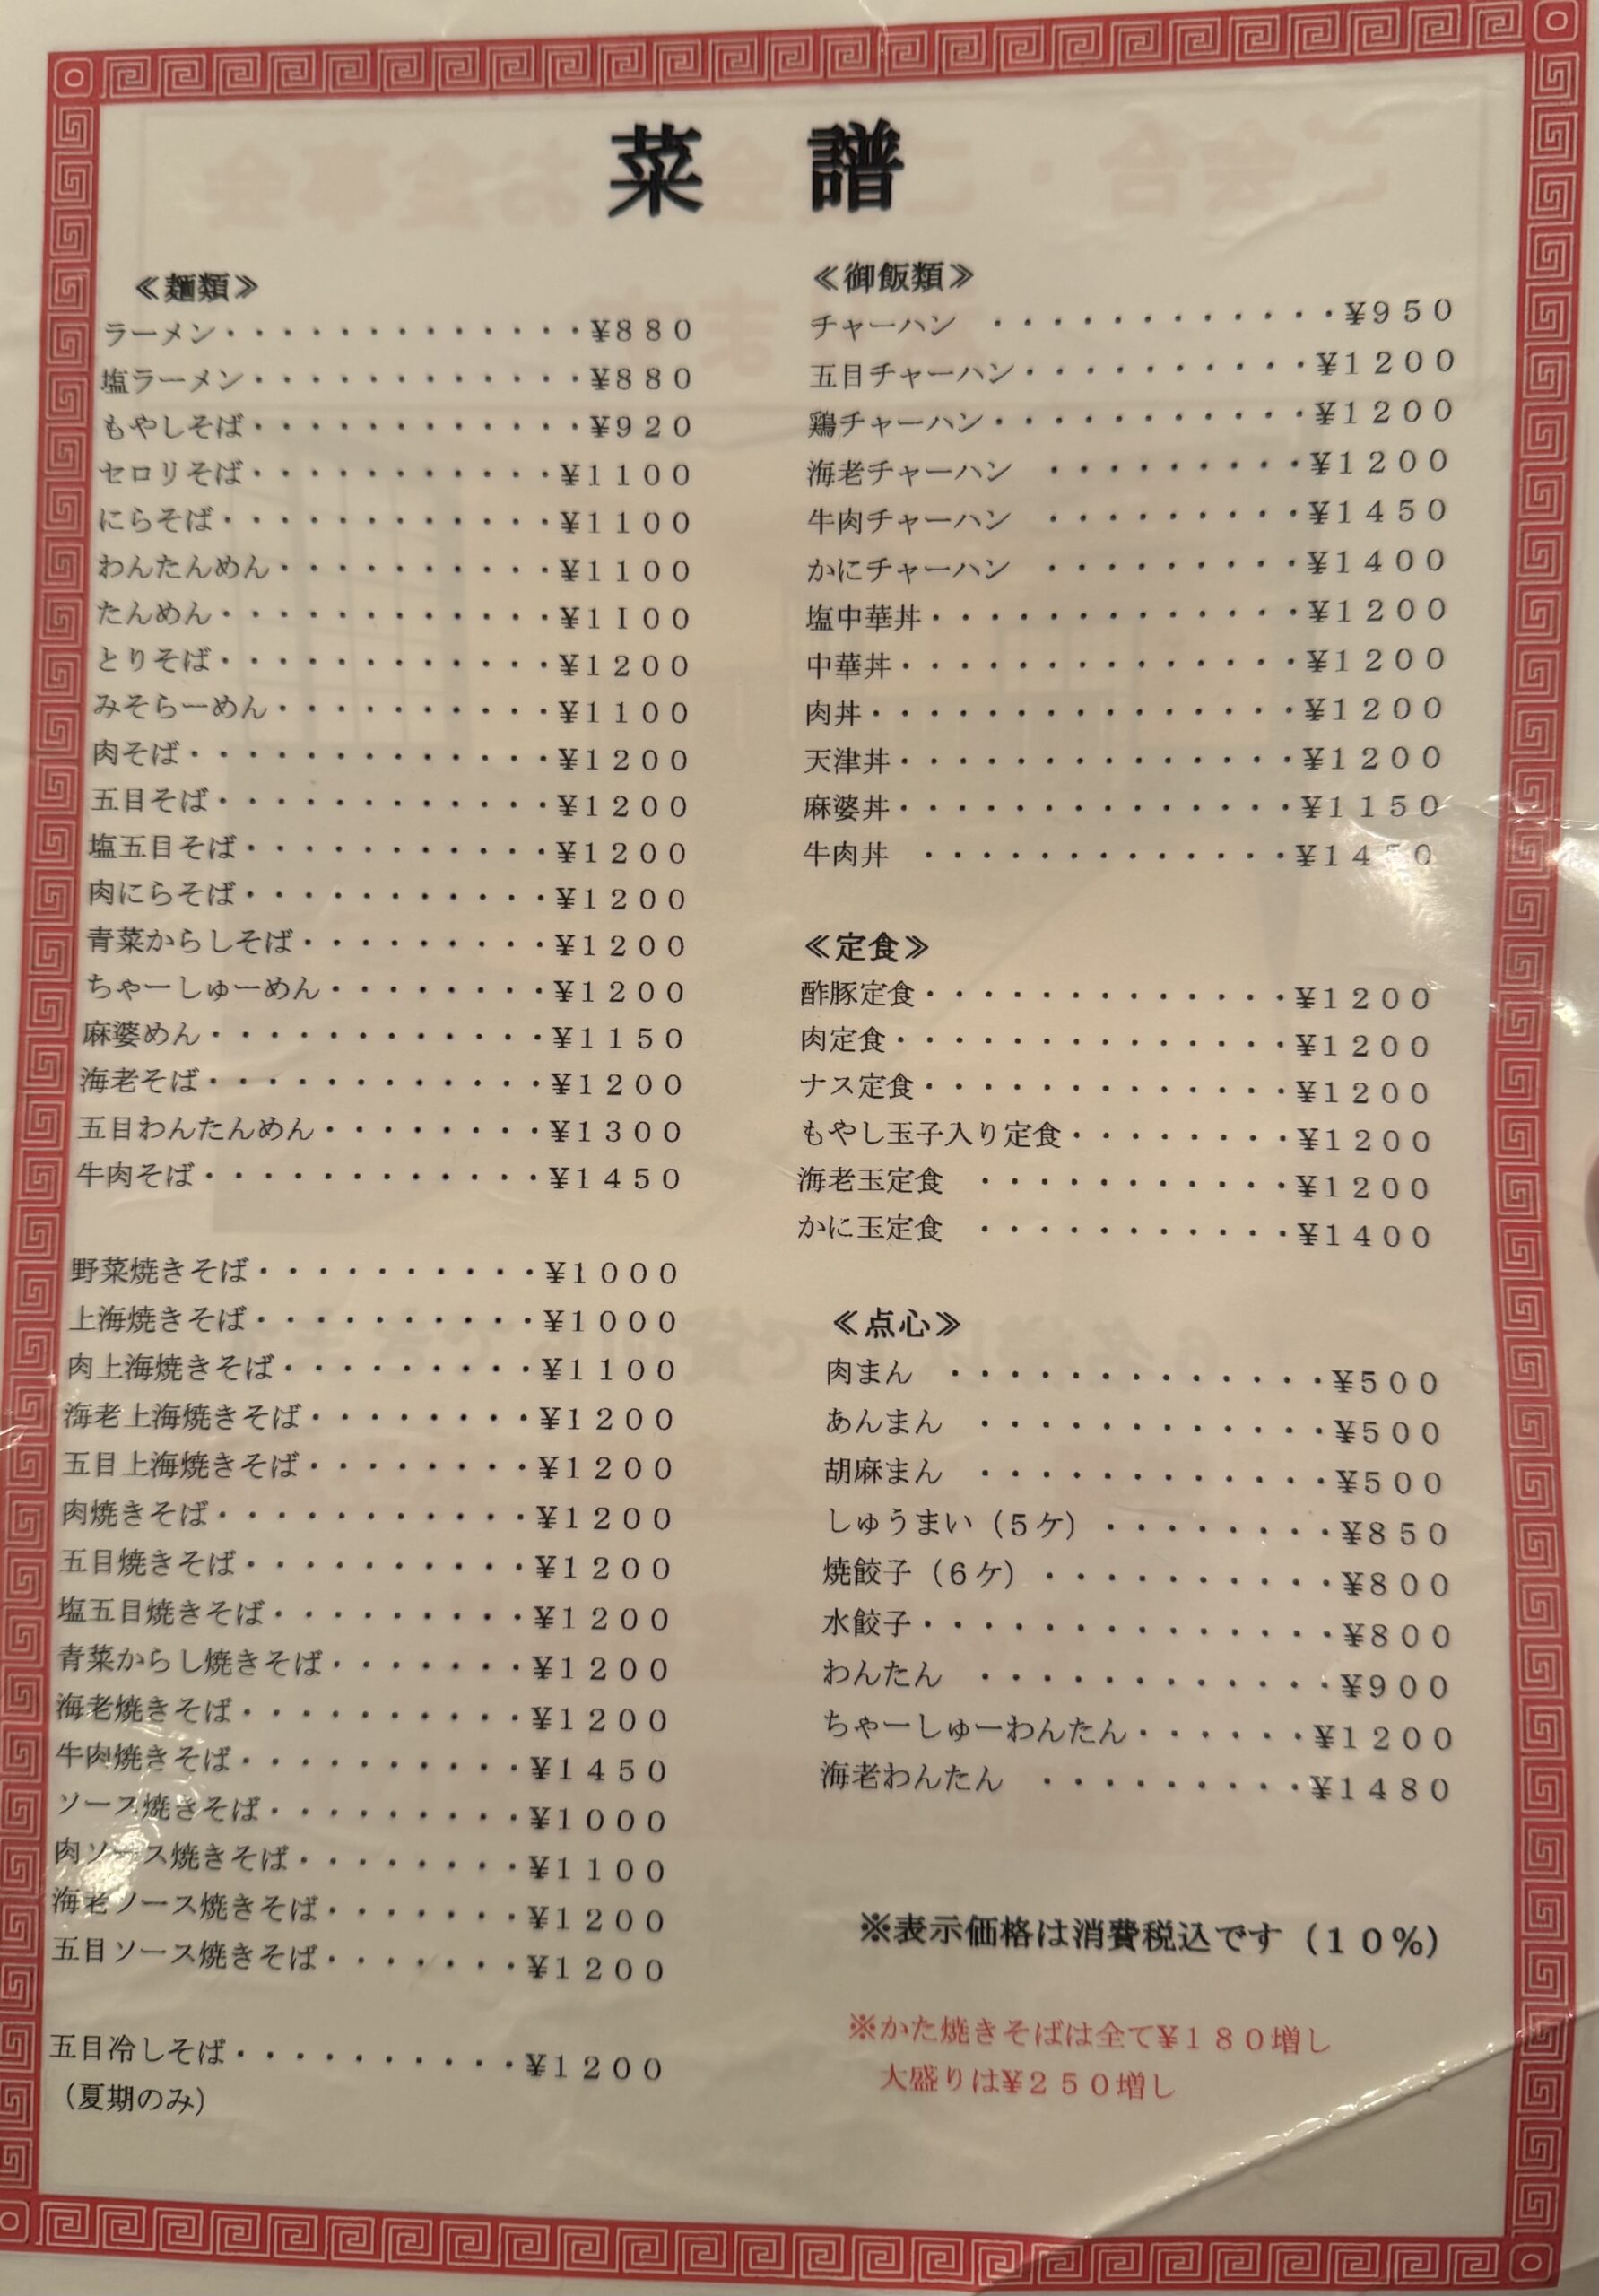 菜譜
≪麺類≫
ラーメン・・・・・・・・・・・・・¥880
塩ラーメン・・・・・・・・・・・・¥880
もやしそば・・・・・・・・・・・・¥920
セロリそば・・・・・・・・・・・¥1100
にらそば・・・・・・・・・・・・¥1100
わんたんめん・・・・・・・・・・¥1100
たんめん・・・・・・・・・・・・¥1I00
とりそば・・・・・・・・・・・・¥1200
みそらーめん・・・・・・・・・・¥1100
肉そば・・・・・・・・・・・・・¥1200
五目そば・・・・・・・・・・・・¥1200
塩五目そば・・・・・・・・・・・¥1200
肉にらそば・・・・・・・・・・・¥1200
青菜からしそば・・・・・・・・・¥1200
ちゃーしゅーめん・・・・・・・・¥1200
麻婆めん・・・・・・・・・・・・¥1150
海老そば・・・・・・・・・・・・¥1200
五目わんたんめん・・・・・・・・¥1300
牛肉そば・・・・・・・・・・・・¥1450
野菜焼きそば・・・・・・・・・・¥1000
上海焼きそば・・・・・・・・・・¥1000
肉上海焼きそば・・・・・・・・・¥1100
海老上海焼きそば・・・・・・・・¥1200
五目上海焼きそば・・・・・・・・¥1200
肉焼きそば・・・・・・・・・・・¥1200
五目焼きそば・・・・・・・・・・¥1200
塩五目焼きそば・・・・・・・・・¥1200
青菜からし焼きそば・・・・・・・¥1200
海老焼きそば・・・・・・・・・・¥1200
牛肉焼きそば・・・・・・・・・・¥1450
ソース焼きそば・・・・・・・・・¥1000
肉ソース焼きそば・・・・・・・・¥1100
海老ソース焼きそば・・・・・・・¥1200
五目ソース焼きそば・・・・・・・¥1200
五目冷しそば・・・・・・・・・・¥1200
（夏期のみ）
≪御飯類≫
チャーハン ・・・・・・・・・・・・¥950
五目チャーハン・・・・・・・・・・¥1200
鶏チャーハン・・・・・・・・・・・¥1200
海老チャーハン ・・・・・・・・・¥1200
牛肉チャーハン ・・・・・・・・・¥1450
かにチャーハン ・・・・・・・・・¥1400
塩中華丼・・・・・・・・・・・・・¥1200
中華丼・・・・・・・・・・・・・・¥1200
肉丼・・・・・・・・・・・・・・・¥1200
天津丼・・・・・・・・・・・・・・¥1200
麻婆丼・・・・・・・・・・・・・・¥1150
牛肉丼 ・・・・・・・・・・・・・¥1450
≪定食≫
酢豚定食・・・・・・・・・・・・・¥1200
肉定食・・・・・・・・・・・・・・¥1200
ナス定食・・・・・・・・・・・・・¥1200
もやし玉子入り定食・・・・・・・・¥1200
海老玉定食 ・・・・・・・・・・・¥1200
かに玉定食 ・・・・・・・・・・・¥1400
≪点心≫
肉まん ・・・・・・・・・・・・・¥500
あんまん ・・・・・・・・・・・・¥500
胡麻まん ・・・・・・・・・・・・¥500
しゅうまい（5ケ）・・・・・・・・¥850
焼餃子（6ケ）・・・・・・・・・・¥800
水餃子・・・・・・・・・・・・・・¥800
わんたん ・・・・・・・・・・・・¥900
ちゃーしゅーわんたん・・・・・・¥1200
海老わんたん ・・・・・・・・・¥1480
※表示価格は消費税込です（10%）
※かた焼きそばは全て¥180増し
大盛りは¥250増し